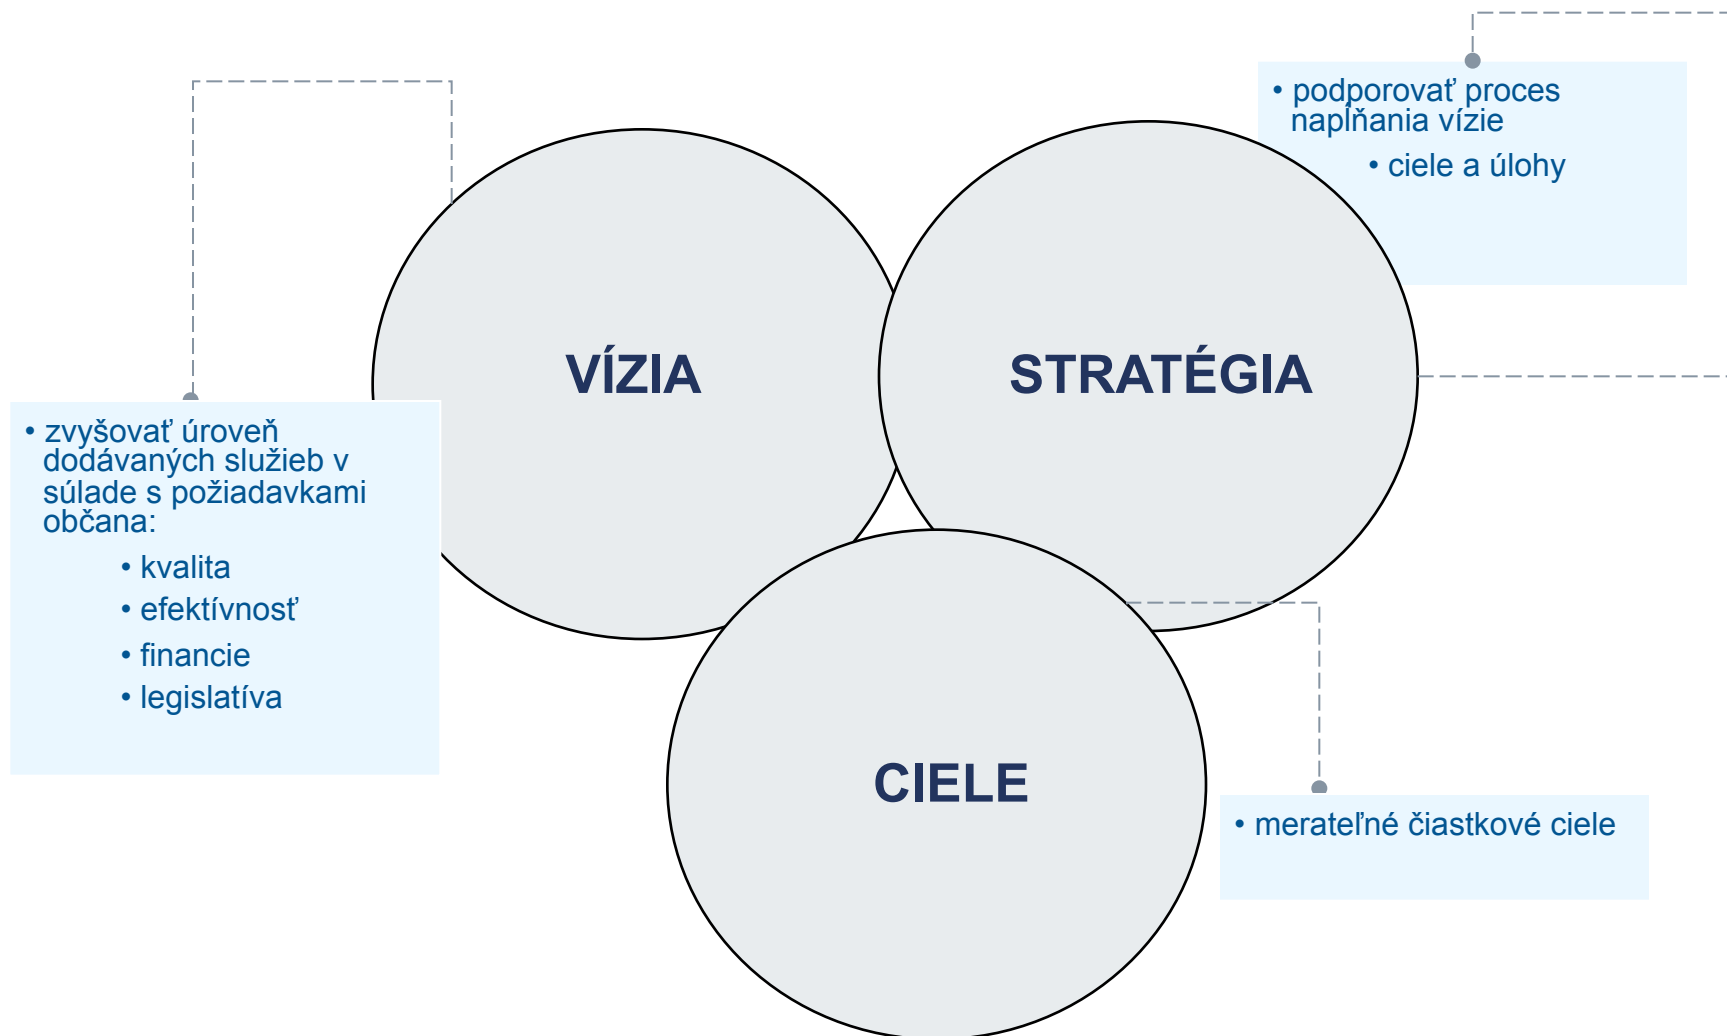 • podporovať proces
napĺňania vízie
• ciele a úlohy
VÍZIA
STRATÉGIA
• zvyšovať úroveň
dodávaných služieb v
súlade s požiadavkami
občana:
• kvalita
• efektívnosť
• financie
• legislatíva
CIELE
• merateľné čiastkové ciele